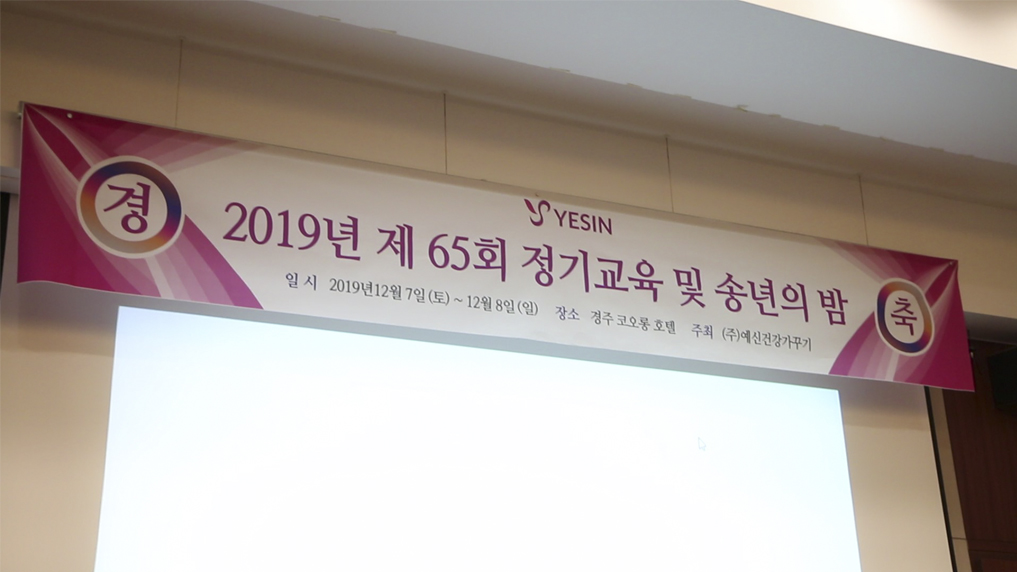 경
YESIN
2019년 제 65회 정기교육 및 송년의 밤
일 시 2019년12월 7일(토) ~ 12월 8일(일) 장소 경주 코오롱 호텔 주최 (주)예신건강가꾸기
축